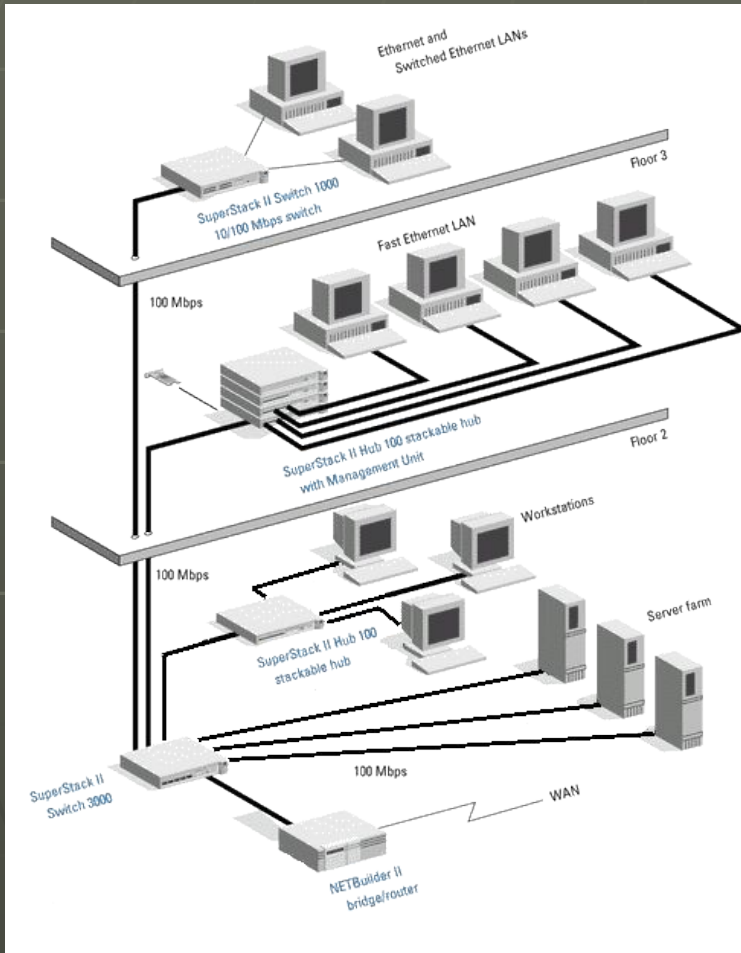 Ethernet and
Switched Ethernet LANs
Floor 3
SuperStack II Switch 1000
10/100 Mbps switch
Fast Ethernet LAN
100 Mbps
Floor 2
SuperStack II Hub 100 stackable hub
with Management Unit
Workstations
100 Mbps
Server farm
SuperStack II Hub 100
stackable hub
100 Mbps
SuperStack II
Switch 3000
WAN
NETBuilder II
bridge/router